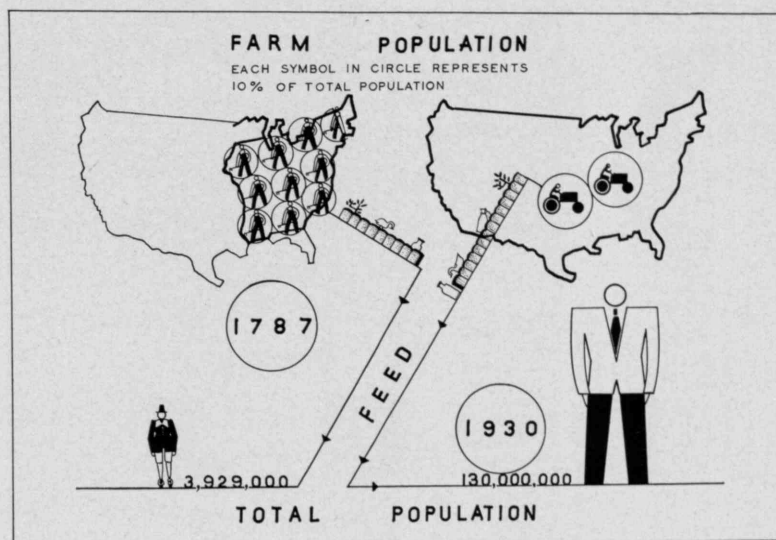 FARM POPULATION
EACH SYMBOL IN CIRCLE REPRESENTS
10% OF TOTAL POPULATION
1787
FEED
1930
3,929,000
130,000,000
TOTAL POPULATION